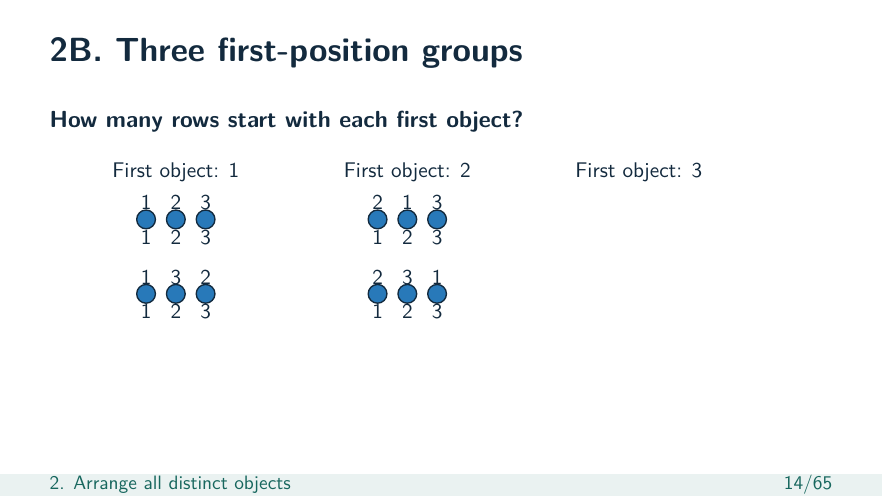 2B. Three first-position groups
How many rows start with each first object?
First object: 1 First object: 2 First object: 3
1 2 3 2 1 3
1 2 3 1 2 3
1 3 2 2 3 1
1 2 3 1 2 3
2. Arrange all distinct objects 14/65